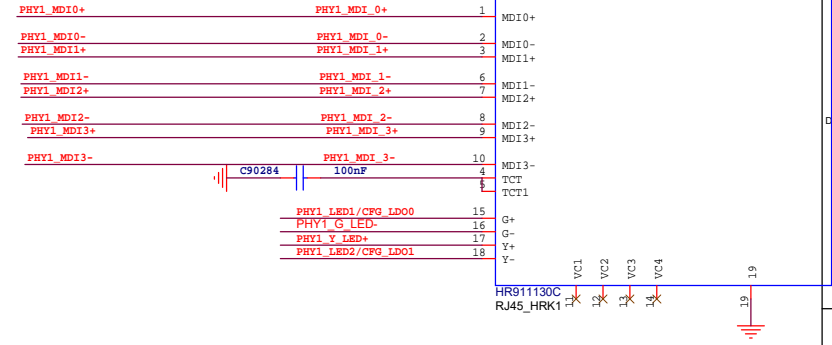 PHY1_MDI0+ PHY1_MDI_0+ 1 MDI0+
PHY1_MDI0- PHY1_MDI_0- 2 MDI0-
PHY1_MDI1+ PHY1_MDI_1+ 3 MDI1+
PHY1_MDI1- PHY1_MDI_1- 6 MDI1-
PHY1_MDI2+ PHY1_MDI_2+ 7 MDI2+
PHY1_MDI2- PHY1_MDI_2- 8 MDI2-
PHY1_MDI3+ PHY1_MDI_3+ 9 MDI3+
PHY1_MDI3- PHY1_MDI_3- 10 MDI3-
C90284 100nF 4 TCT
5 TCT1
PHY1_LED1/CFG_LDO0 15 G+
PHY1_G_LED- 16 G-
PHY1_Y_LED+ 17 Y+
PHY1_LED2/CFG_LDO1 18 Y-
VC1 VC2 VC3 VC4 19
HR911130C
RJ45_HRK1
11 12 13 14 19
D